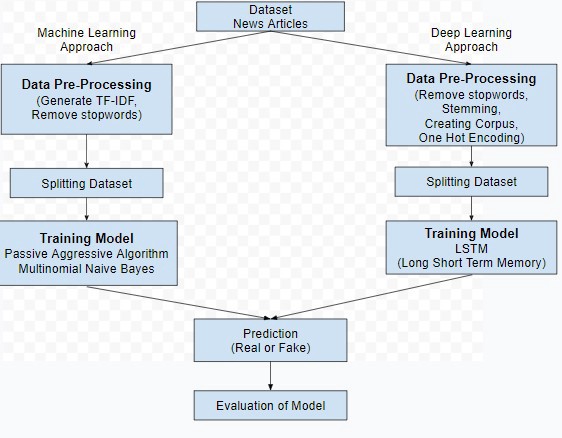 Dataset
News Articles
Machine Learning
Approach
Deep Learning
Approach
Data Pre-Processing
(Generate TF-IDF,
Remove stopwords)
Data Pre-Processing
(Remove stopwords,
Stemming,
Creating Corpus,
One Hot Encoding)
Splitting Dataset
Splitting Dataset
Training Model
Passive Aggressive Algorithm
Multinomial Naive Bayes
Training Model
LSTM
(Long Short Term Memory)
Prediction
(Real or Fake)
Evaluation of Model